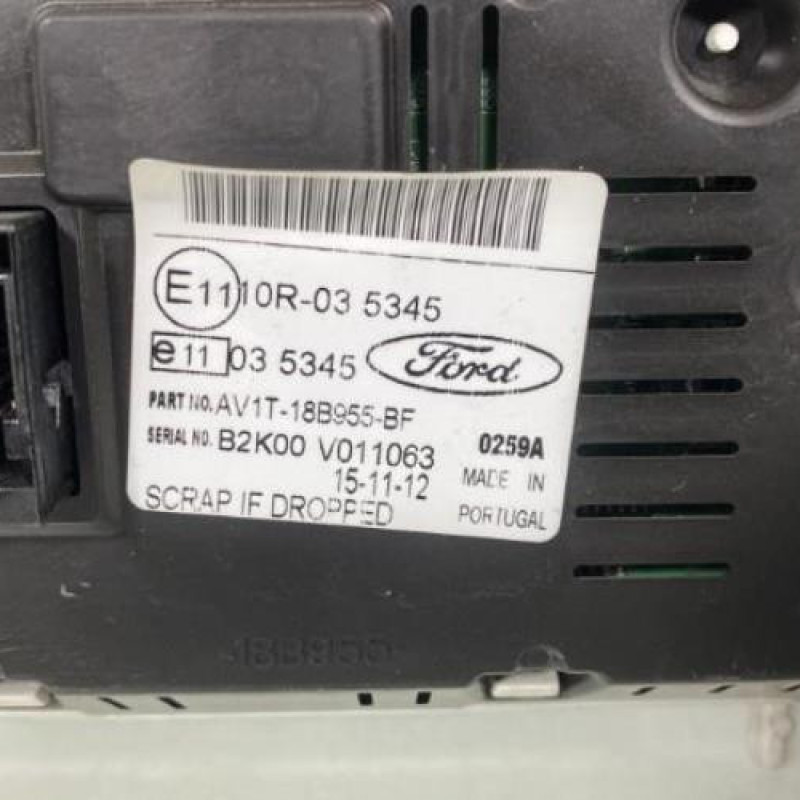 E11 10R-03 5345
e11 03 5345 Ford
PART NO. AV1T-18B955-BF
SERIAL NO. B2K00 V011063 0259A
15-11-12 MADE IN
SCRAP IF DROPPED PORTUGAL